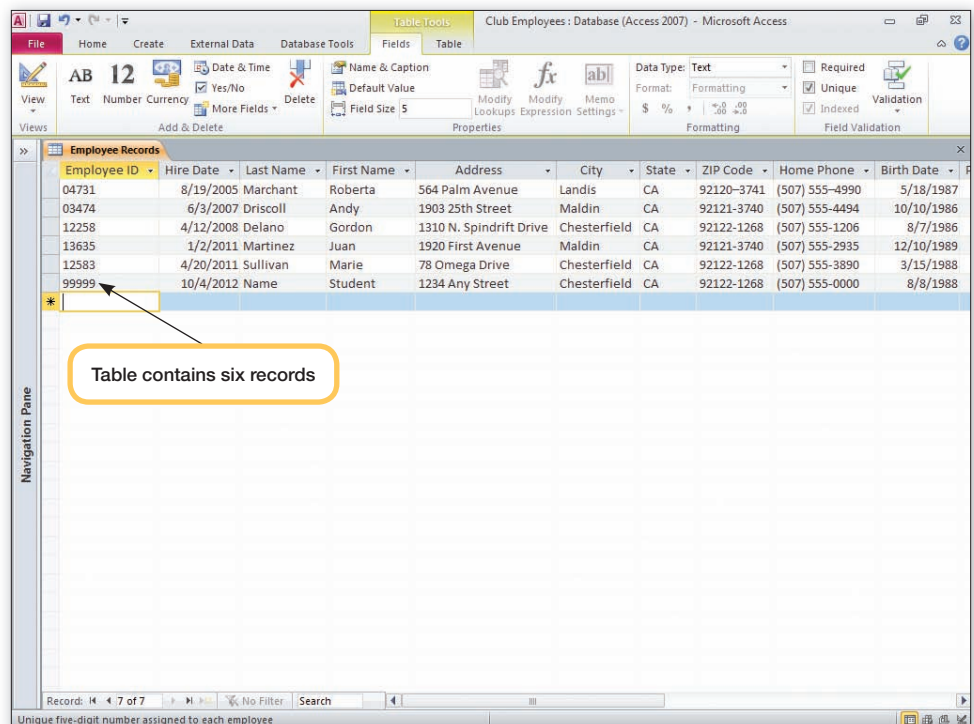 Table Tools Club Employees : Database (Access 2007) - Microsoft Access
File Home Create External Data Database Tools Fields Table
View
AB Text
12 Number
Currency
Date & Time
Yes/No
More Fields
Delete
Name & Caption
Default Value
Field Size 5
Modify Lookups
Modify Expression
Memo Settings
Data Type: Text
Format: Formatting
$ % ,
Required
Unique
Indexed
Validation
Views Add & Delete Properties Formatting Field Validation
Employee Records
Employee ID Hire Date Last Name First Name Address City State ZIP Code Home Phone Birth Date
04731 8/19/2005 Marchant Roberta 564 Palm Avenue Landis CA 92120–3741 (507) 555–4990 5/18/1987
03474 6/3/2007 Driscoll Andy 1903 25th Street Maldin CA 92121-3740 (507) 555-4494 10/10/1986
12258 4/12/2008 Delano Gordon 1310 N. Spindrift Drive Chesterfield CA 92122-1268 (507) 555-1206 8/7/1986
13635 1/2/2011 Martinez Juan 1920 First Avenue Maldin CA 92121-3740 (507) 555-2935 12/10/1989
12583 4/20/2011 Sullivan Marie 78 Omega Drive Chesterfield CA 92122-1268 (507) 555-3890 3/15/1988
99999 10/4/2012 Name Student 1234 Any Street Chesterfield CA 92122-1268 (507) 555-0000 8/8/1988
Table contains six records
Navigation Pane
Record: 7 of 7 No Filter Search
Unique five-digit number assigned to each employee